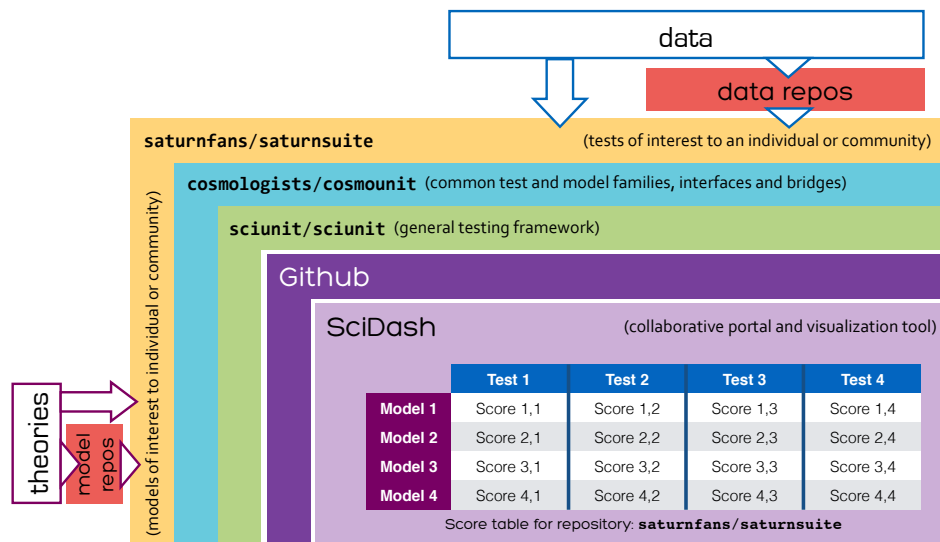 data
data repos
saturnfans/saturnsuite (tests of interest to an individual or community)
cosmologists/cosmounit (common test and model families, interfaces and bridges)
sciunit/sciunit (general testing framework)
Github
SciDash (collaborative portal and visualization tool)
(models of interest to individual or community)
theories
model
repos
Test 1 Test 2 Test 3 Test 4
Model 1 Score 1,1 Score 1,2 Score 1,3 Score 1,4
Model 2 Score 2,1 Score 2,2 Score 2,3 Score 2,4
Model 3 Score 3,1 Score 3,2 Score 3,3 Score 3,4
Model 4 Score 4,1 Score 4,2 Score 4,3 Score 4,4
Score table for repository: saturnfans/saturnsuite